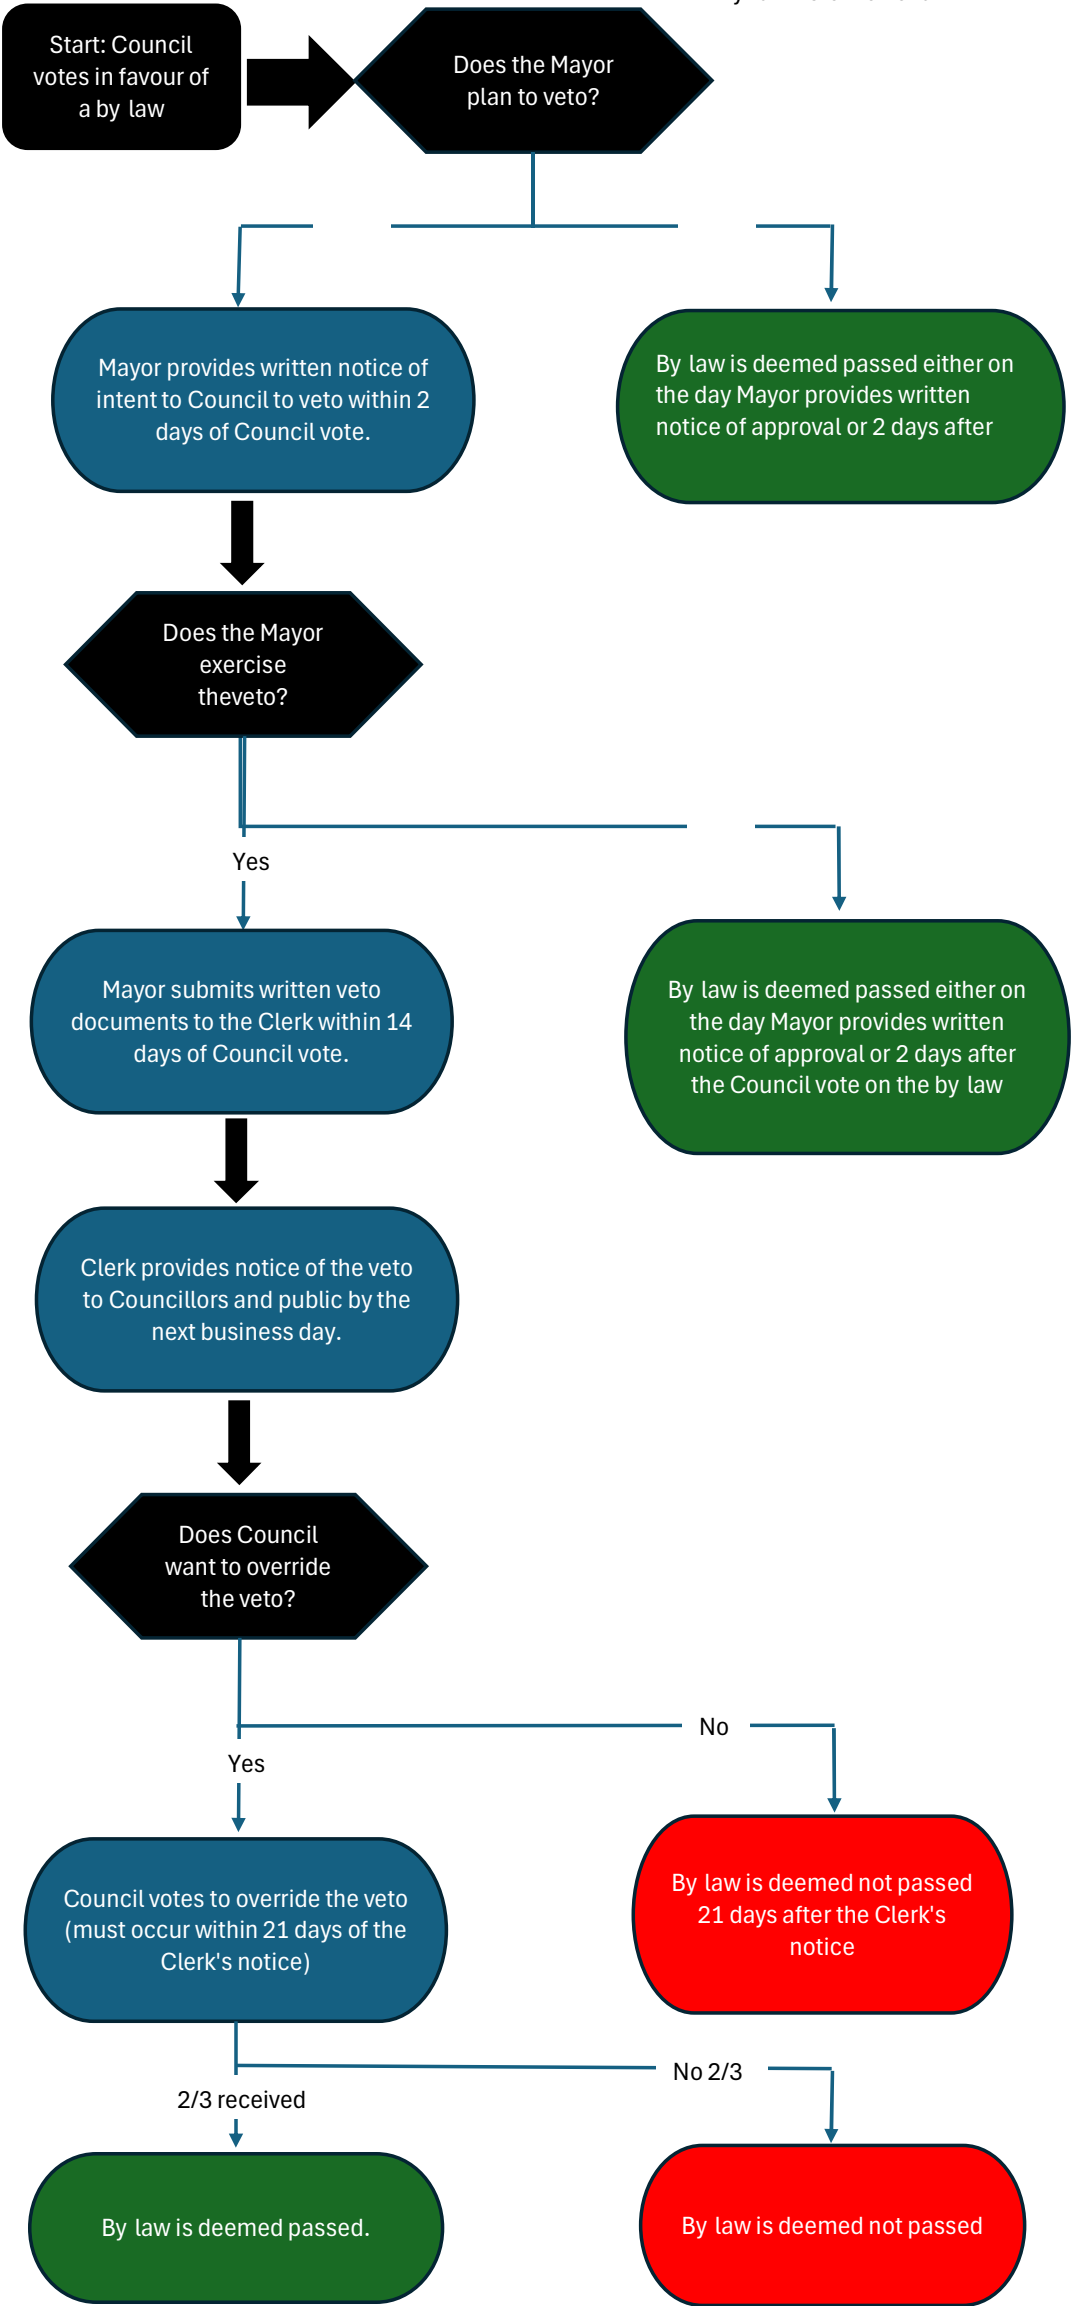 Start: Council
votes in favour of
a by law
Does the Mayor
plan to veto?
Mayor provides written notice of
intent to Council to veto within 2
days of Council vote.
By law is deemed passed either on
the day Mayor provides written
notice of approval or 2 days after
Does the Mayor
exercise
theveto?
Yes
Mayor submits written veto
documents to the Clerk within 14
days of Council vote.
By law is deemed passed either on
the day Mayor provides written
notice of approval or 2 days after
the Council vote on the by law
Clerk provides notice of the veto
to Councillors and public by the
next business day.
Does Council
want to override
the veto?
No
Yes
Council votes to override the veto
(must occur within 21 days of the
Clerk's notice)
By law is deemed not passed
21 days after the Clerk's
notice
No 2/3
2/3 received
By law is deemed passed.
By law is deemed not passed